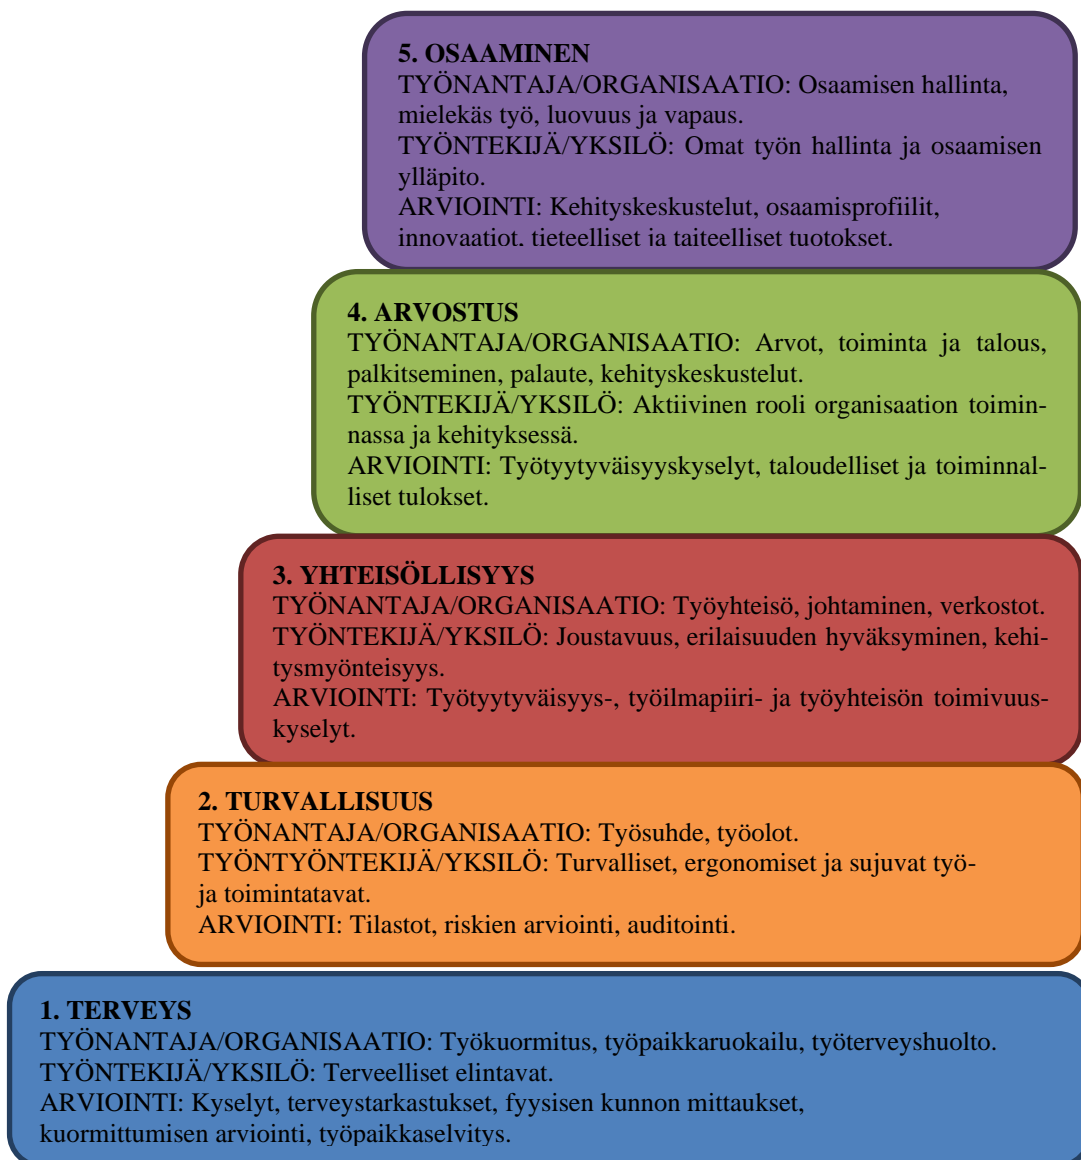 5. OSAAMINEN
TYÖNANTAJA/ORGANISAATIO: Osaamisen hallinta,
mielekäs työ, luovuus ja vapaus.
TYÖNTEKIJÄ/YKSILÖ: Omat työn hallinta ja osaamisen
ylläpito.
ARVIOINTI: Kehityskeskustelut, osaamisprofiilit,
innovaatiot, tieteelliset ja taiteelliset tuotokset.
4. ARVOSTUS
TYÖNANTAJA/ORGANISAATIO: Arvot, toiminta ja talous,
palkitseminen, palaute, kehityskeskustelut.
TYÖNTEKIJÄ/YKSILÖ: Aktiivinen rooli organisaation toimin-
nassa ja kehityksessä.
ARVIOINTI: Työtyytyväisyyskyselyt, taloudelliset ja toiminnal-
liset tulokset.
3. YHTEISÖLLISYYS
TYÖNANTAJA/ORGANISAATIO: Työyhteisö, johtaminen, verkostot.
TYÖNTEKIJÄ/YKSILÖ: Joustavuus, erilaisuuden hyväksyminen, kehi-
tysmyönteisyys.
ARVIOINTI: Työtyytyväisyys-, työilmapiiri- ja työyhteisön toimivuus-
kyselyt.
2. TURVALLISUUS
TYÖNANTAJA/ORGANISAATIO: Työsuhde, työolot.
TYÖNTYÖNTEKIJÄ/YKSILÖ: Turvalliset, ergonomiset ja sujuvat työ-
ja toimintatavat.
ARVIOINTI: Tilastot, riskien arviointi, auditointi.
1. TERVEYS
TYÖNANTAJA/ORGANISAATIO: Työkuormitus, työpaikkaruokailu, työterveyshuolto.
TYÖNTEKIJÄ/YKSILÖ: Terveelliset elintavat.
ARVIOINTI: Kyselyt, terveystarkastukset, fyysisen kunnon mittaukset,
kuormittumisen arviointi, työpaikkaselvitys.